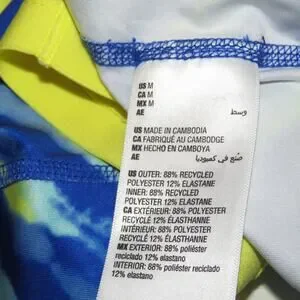 US M
CA M
MX M
AE وسط
US MADE IN CAMBODIA
CA FABRIQUÉ AU CAMBODGE
MX HECHO EN CAMBOYA
AE صُنع في كمبوديا
US OUTER: 88% RECYCLED
POLYESTER 12% ELASTANE
INNER: 88% RECYCLED
POLYESTER 12% ELASTANE
CA EXTÉRIEUR: 88% POLYESTER
RECYCLÉ 12% ÉLASTHANNE
INTÉRIEUR: 88% POLYESTER
RECYCLÉ 12% ÉLASTHANNE
MX EXTERIOR: 88% poliéster
reciclado 12% elastano
INTERIOR: 88% poliéster reciclado
12% elastano